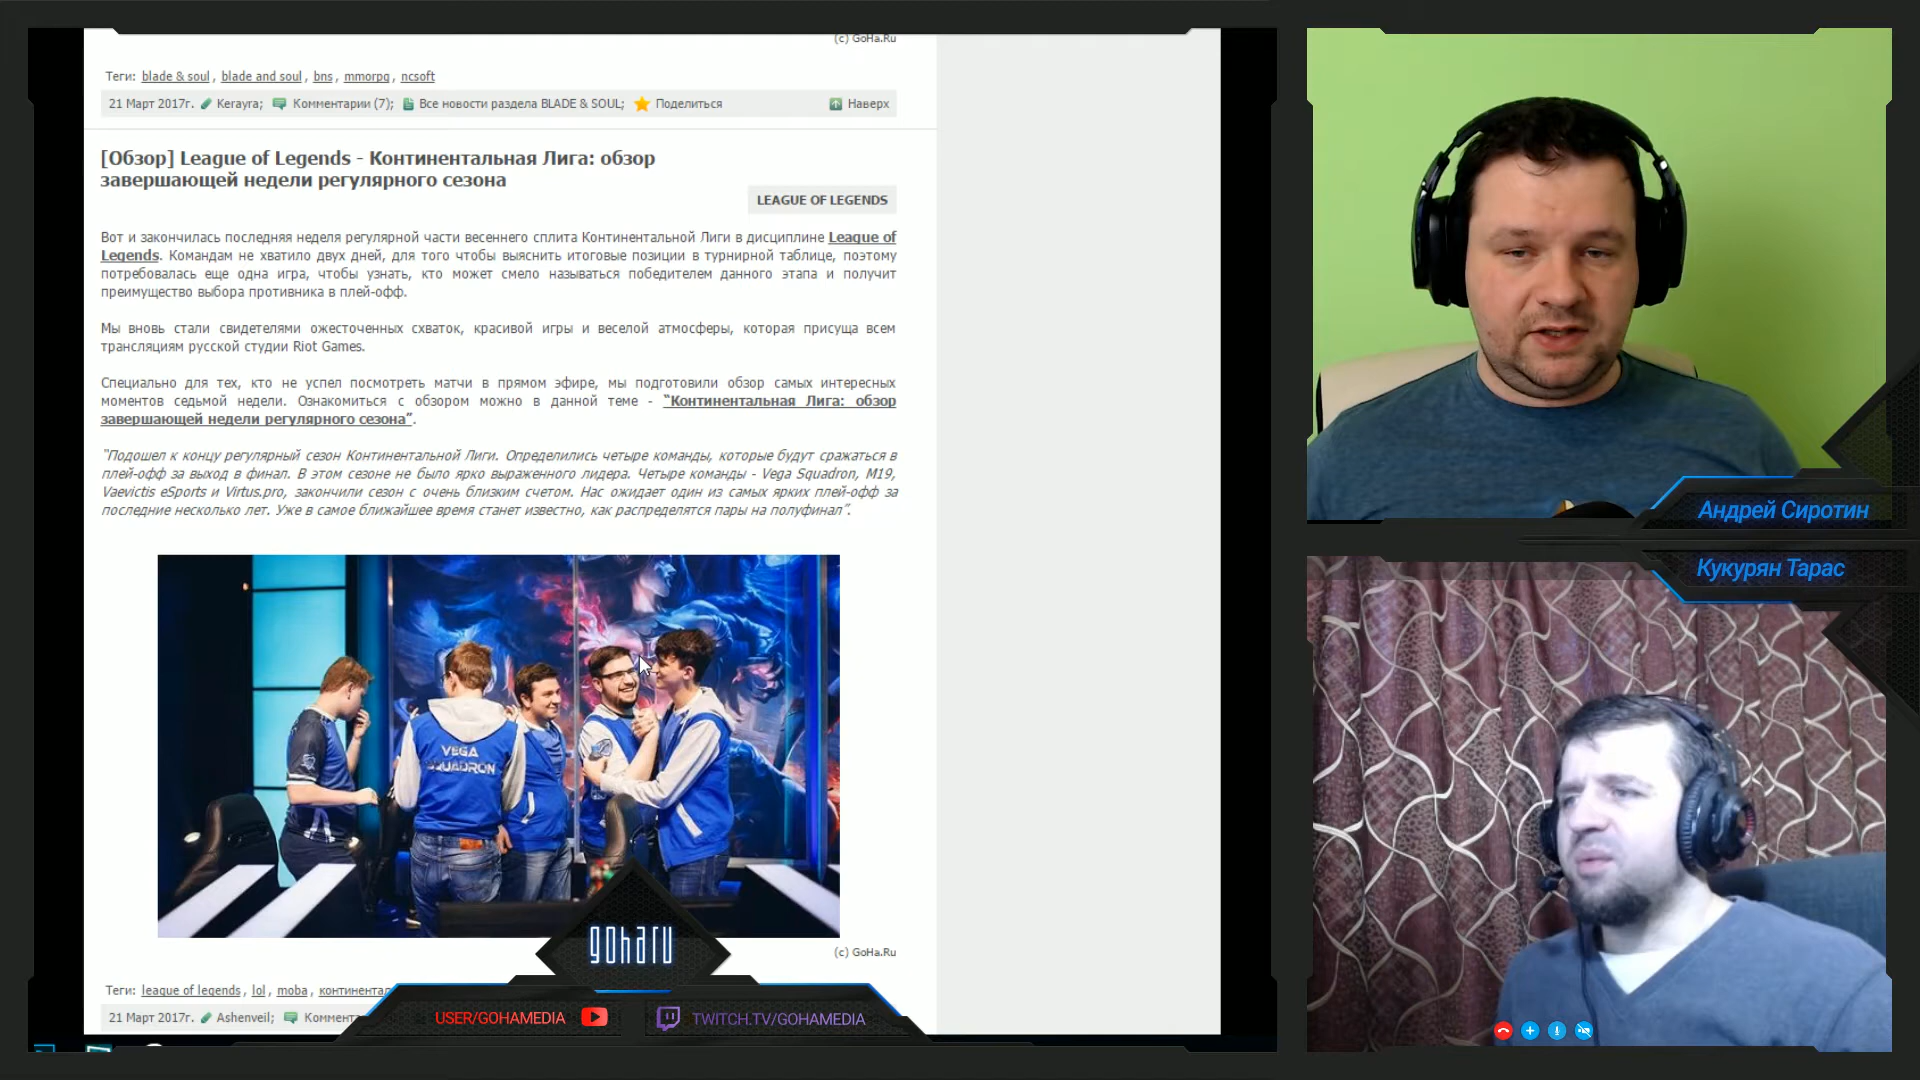 (c) GoHa.Ru
Теги: blade & soul , blade and soul , bns , mmorpg , ncsoft
21 Март 2017г. Kerayra; Комментарии (7); Все новости раздела BLADE & SOUL; Поделиться Наверх
[Обзор] League of Legends - Континентальная Лига: обзор
завершающей недели регулярного сезона
LEAGUE OF LEGENDS
Вот и закончилась последняя неделя регулярной части весеннего сплита Континентальной Лиги в дисциплине League of
Legends. Командам не хватило двух дней, для того чтобы выяснить итоговые позиции в турнирной таблице, поэтому
потребовалась еще одна игра, чтобы узнать, кто может смело называться победителем данного этапа и получит
преимущество выбора противника в плей-офф.
Мы вновь стали свидетелями ожесточенных схваток, красивой игры и веселой атмосферы, которая присуща всем
трансляциям русской студии Riot Games.
Специально для тех, кто не успел посмотреть матчи в прямом эфире, мы подготовили обзор самых интересных
моментов седьмой недели. Ознакомиться с обзором можно в данной теме - "Континентальная Лига: обзор
завершающей недели регулярного сезона".
"Подошел к концу регулярный сезон Континентальной Лиги. Определились четыре команды, которые будут сражаться в
плей-офф за выход в финал. В этом сезоне не было ярко выраженного лидера. Четыре команды - Vega Squadron, M19,
Vaevictis eSports и Virtus.pro, закончили сезон с очень близким счетом. Нас ожидает один из самых ярких плей-офф за
последние несколько лет. Уже в самое ближайшее время станет известно, как распределятся пары на полуфинал".
VEGA
SQUADRON
goharu
(c) GoHa.Ru
Теги: league of legends , lol , moba , континентал
21 Март 2017г. Ashenveil; Коммента
USER/GOHAMEDIA
TWITCH.TV/GOHAMEDIA
Андрей Сиротин
Кукурян Тарас